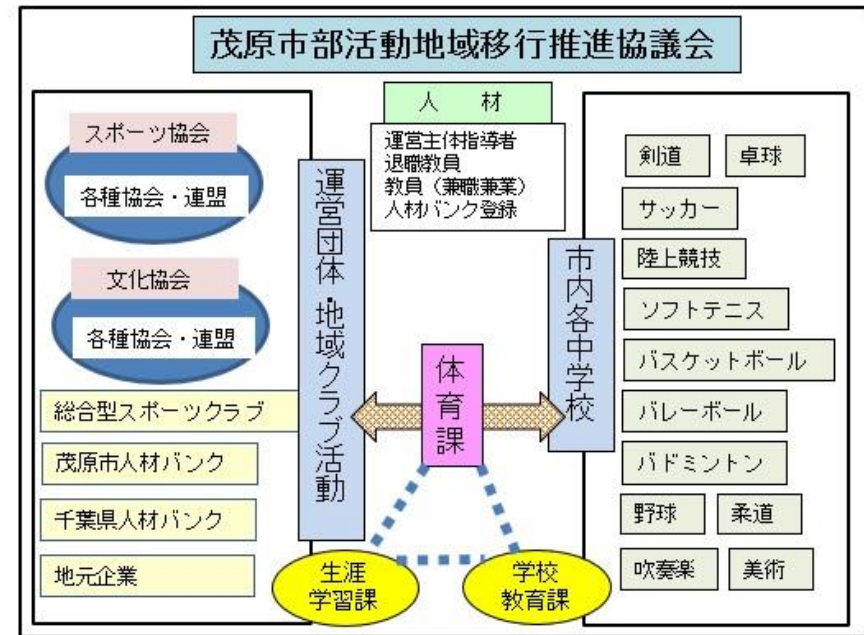 茂原市部活動地域移行推進協議会
スポーツ協会
各種協会・連盟
文化協会
各種協会・連盟
総合型スポーツクラブ
茂原市人材バンク
千葉県人材バンク
地元企業
運営団体・地域クラブ活動
人 材
運営主体指導者
退職教員
教員（兼職兼業）
人材バンク登録
体育課
生涯
学習課
学校
教育課
市内各中学校
剣道
卓球
サッカー
陸上競技
ソフトテニス
バスケットボール
バレーボール
バドミントン
野球
柔道
吹奏楽
美術